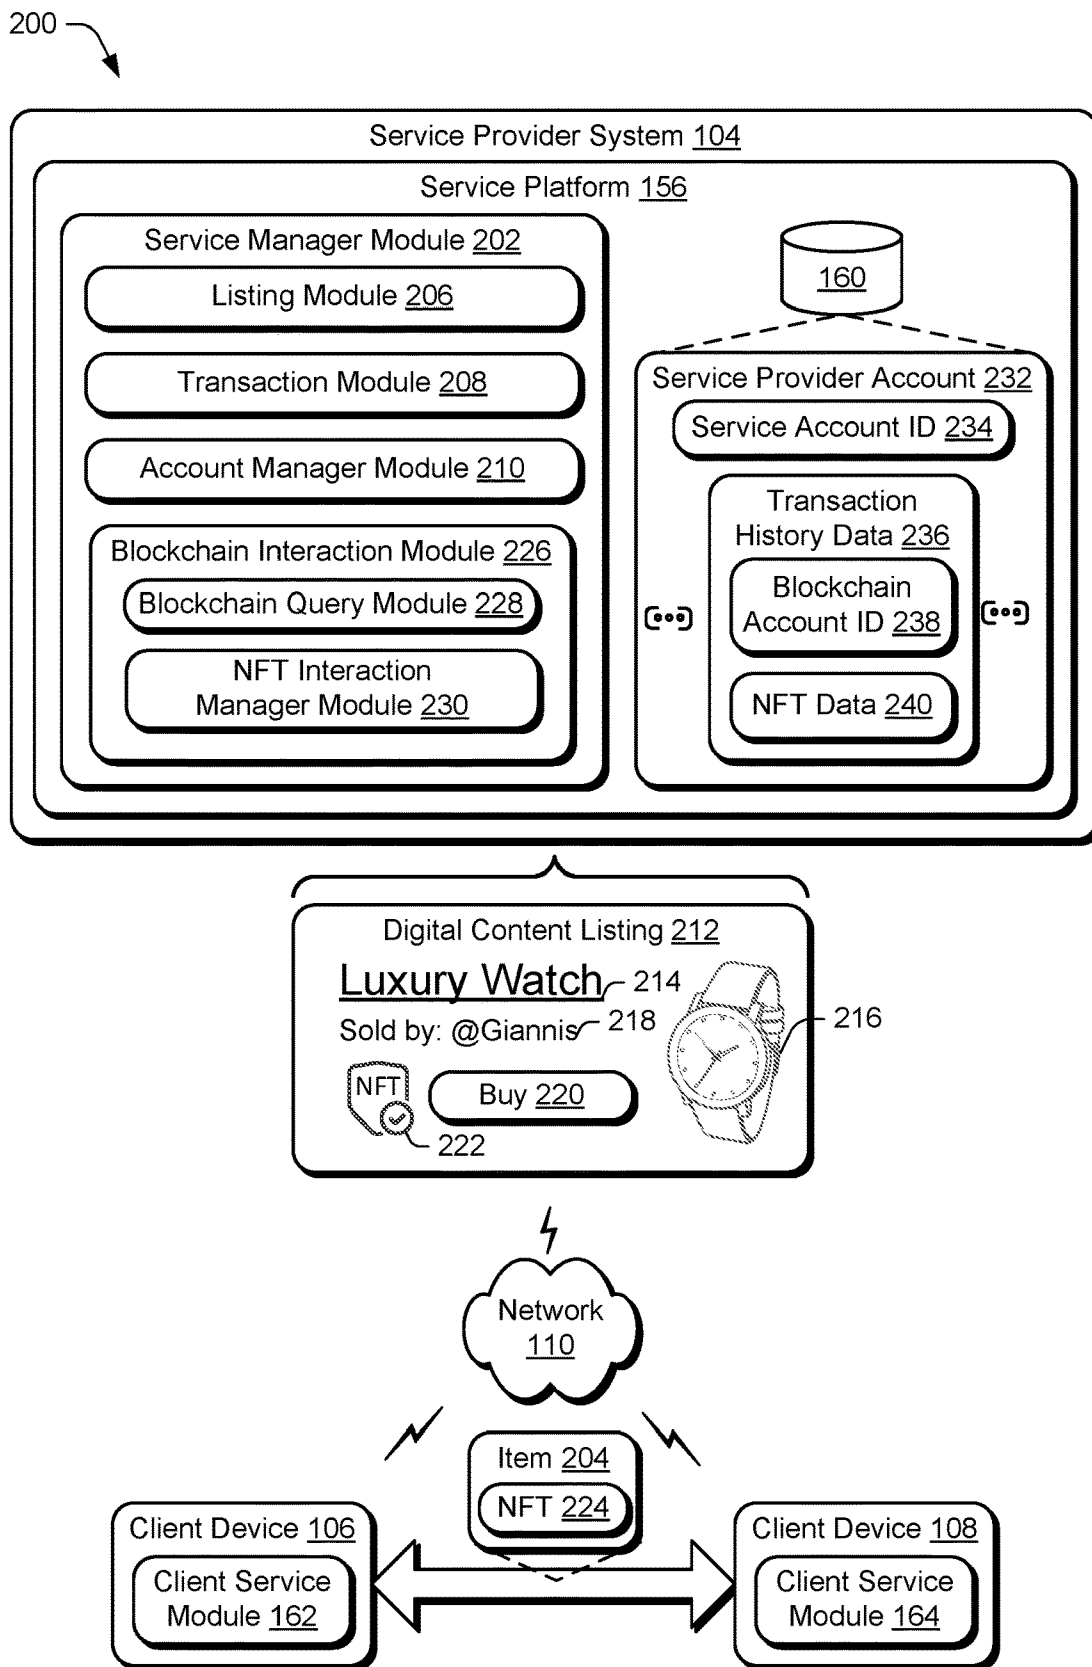 200
Service Provider System 104
Service Platform 156
Service Manager Module 202
Listing Module 206
Transaction Module 208
Account Manager Module 210
Blockchain Interaction Module 226
Blockchain Query Module 228
NFT Interaction
Manager Module 230
160
Service Provider Account 232
Service Account ID 234
Transaction
History Data 236
Blockchain
Account ID 238
NFT Data 240
Digital Content Listing 212
Luxury Watch
214
Sold by: @Giannis
218
216
NFT
Buy 220
222
Network
110
Item 204
NFT 224
Client Device 106
Client Service
Module 162
Client Device 108
Client Service
Module 164